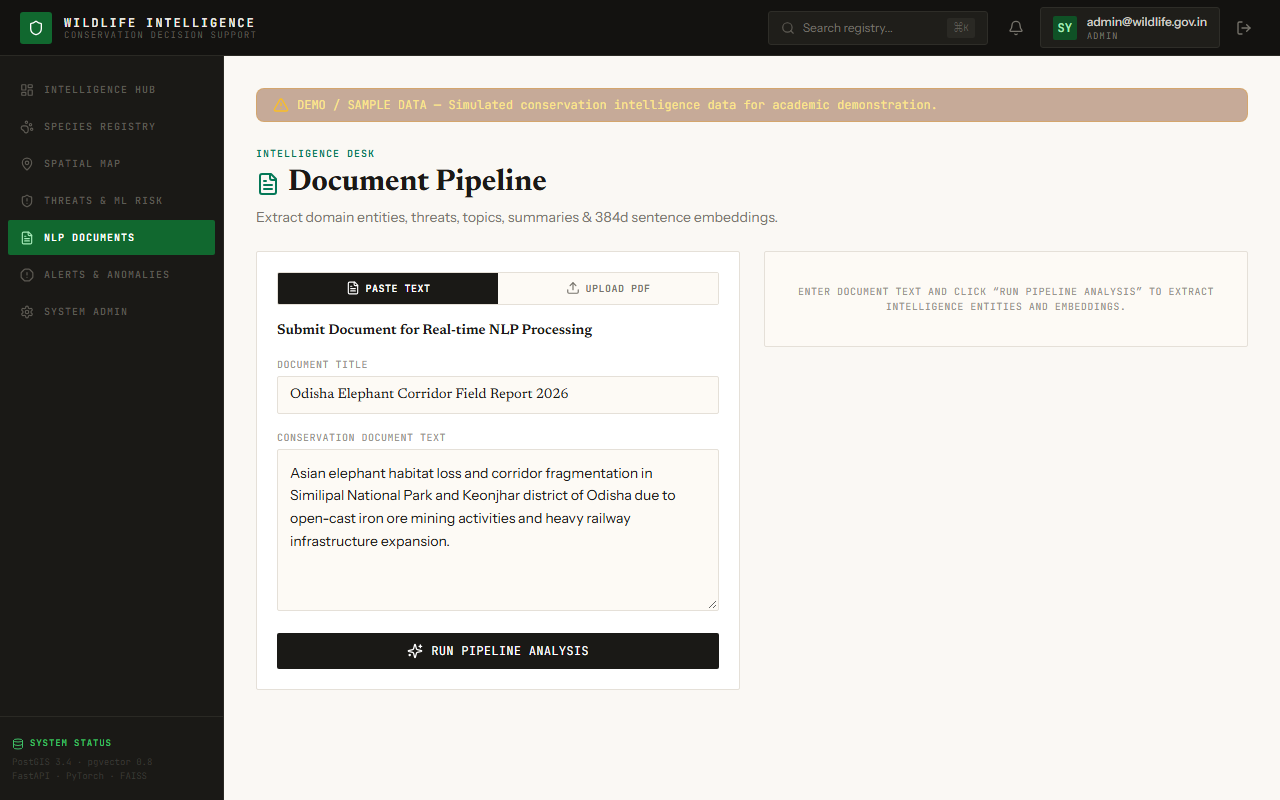 WILDLIFE INTELLIGENCE
CONSERVATION DECISION SUPPORT
Search registry...
⌘K
SY
admin@wildlife.gov.in
ADMIN
INTELLIGENCE HUB
SPECIES REGISTRY
SPATIAL MAP
THREATS & ML RISK
NLP DOCUMENTS
ALERTS & ANOMALIES
SYSTEM ADMIN
SYSTEM STATUS
PostGIS 3.4 · pgvector 0.8
FastAPI · PyTorch · FAISS
DEMO / SAMPLE DATA — Simulated conservation intelligence data for academic demonstration.
INTELLIGENCE DESK
Document Pipeline
Extract domain entities, threats, topics, summaries & 384d sentence embeddings.
PASTE TEXT
UPLOAD PDF
Submit Document for Real-time NLP Processing
DOCUMENT TITLE
Odisha Elephant Corridor Field Report 2026
CONSERVATION DOCUMENT TEXT
Asian elephant habitat loss and corridor fragmentation in
Similipal National Park and Keonjhar district of Odisha due to
open-cast iron ore mining activities and heavy railway
infrastructure expansion.
RUN PIPELINE ANALYSIS
ENTER DOCUMENT TEXT AND CLICK “RUN PIPELINE ANALYSIS” TO EXTRACT
INTELLIGENCE ENTITIES AND EMBEDDINGS.